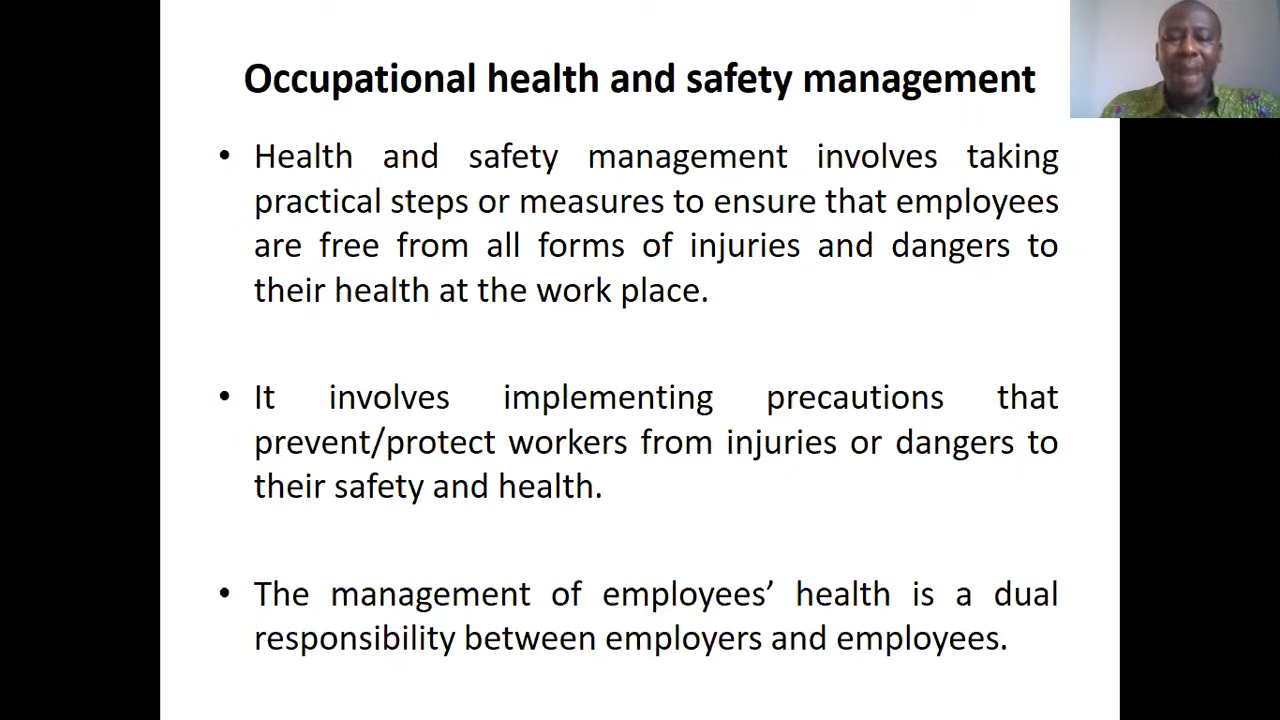 Occupational health and safety management
• Health and safety management involves taking
practical steps or measures to ensure that employees
are free from all forms of injuries and dangers to
their health at the work place.
• It involves implementing precautions that
prevent/protect workers from injuries or dangers to
their safety and health.
• The management of employees’ health is a dual
responsibility between employers and employees.